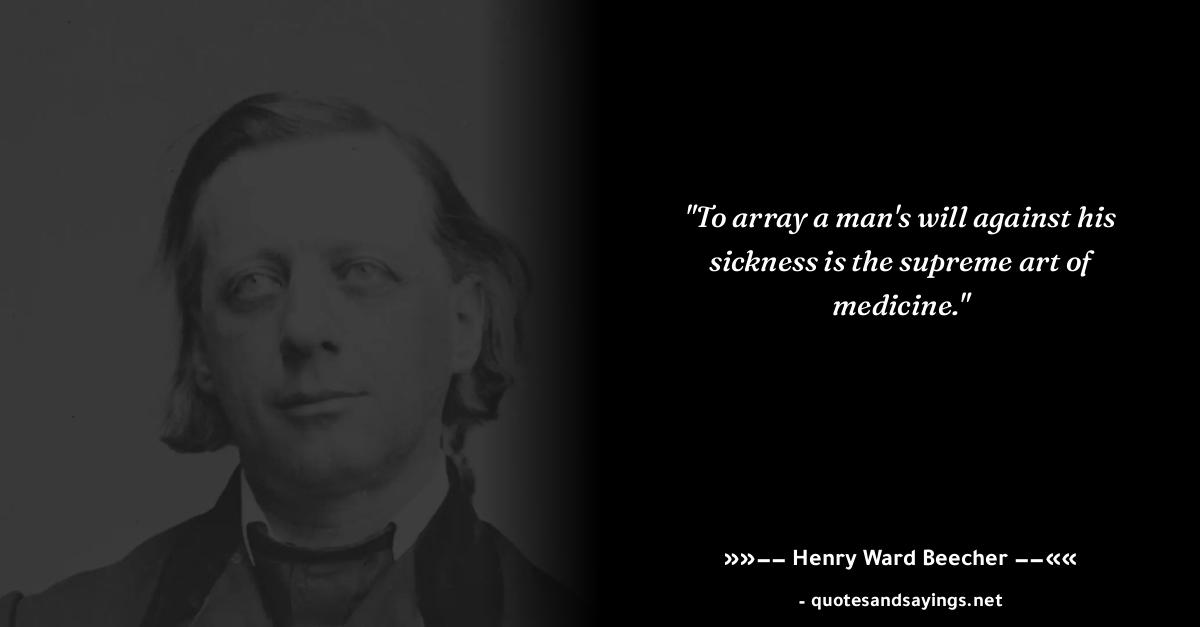 "To array a man's will against his
sickness is the supreme art of
medicine."
»»–– Henry Ward Beecher ––««
- quotesandsayings.net